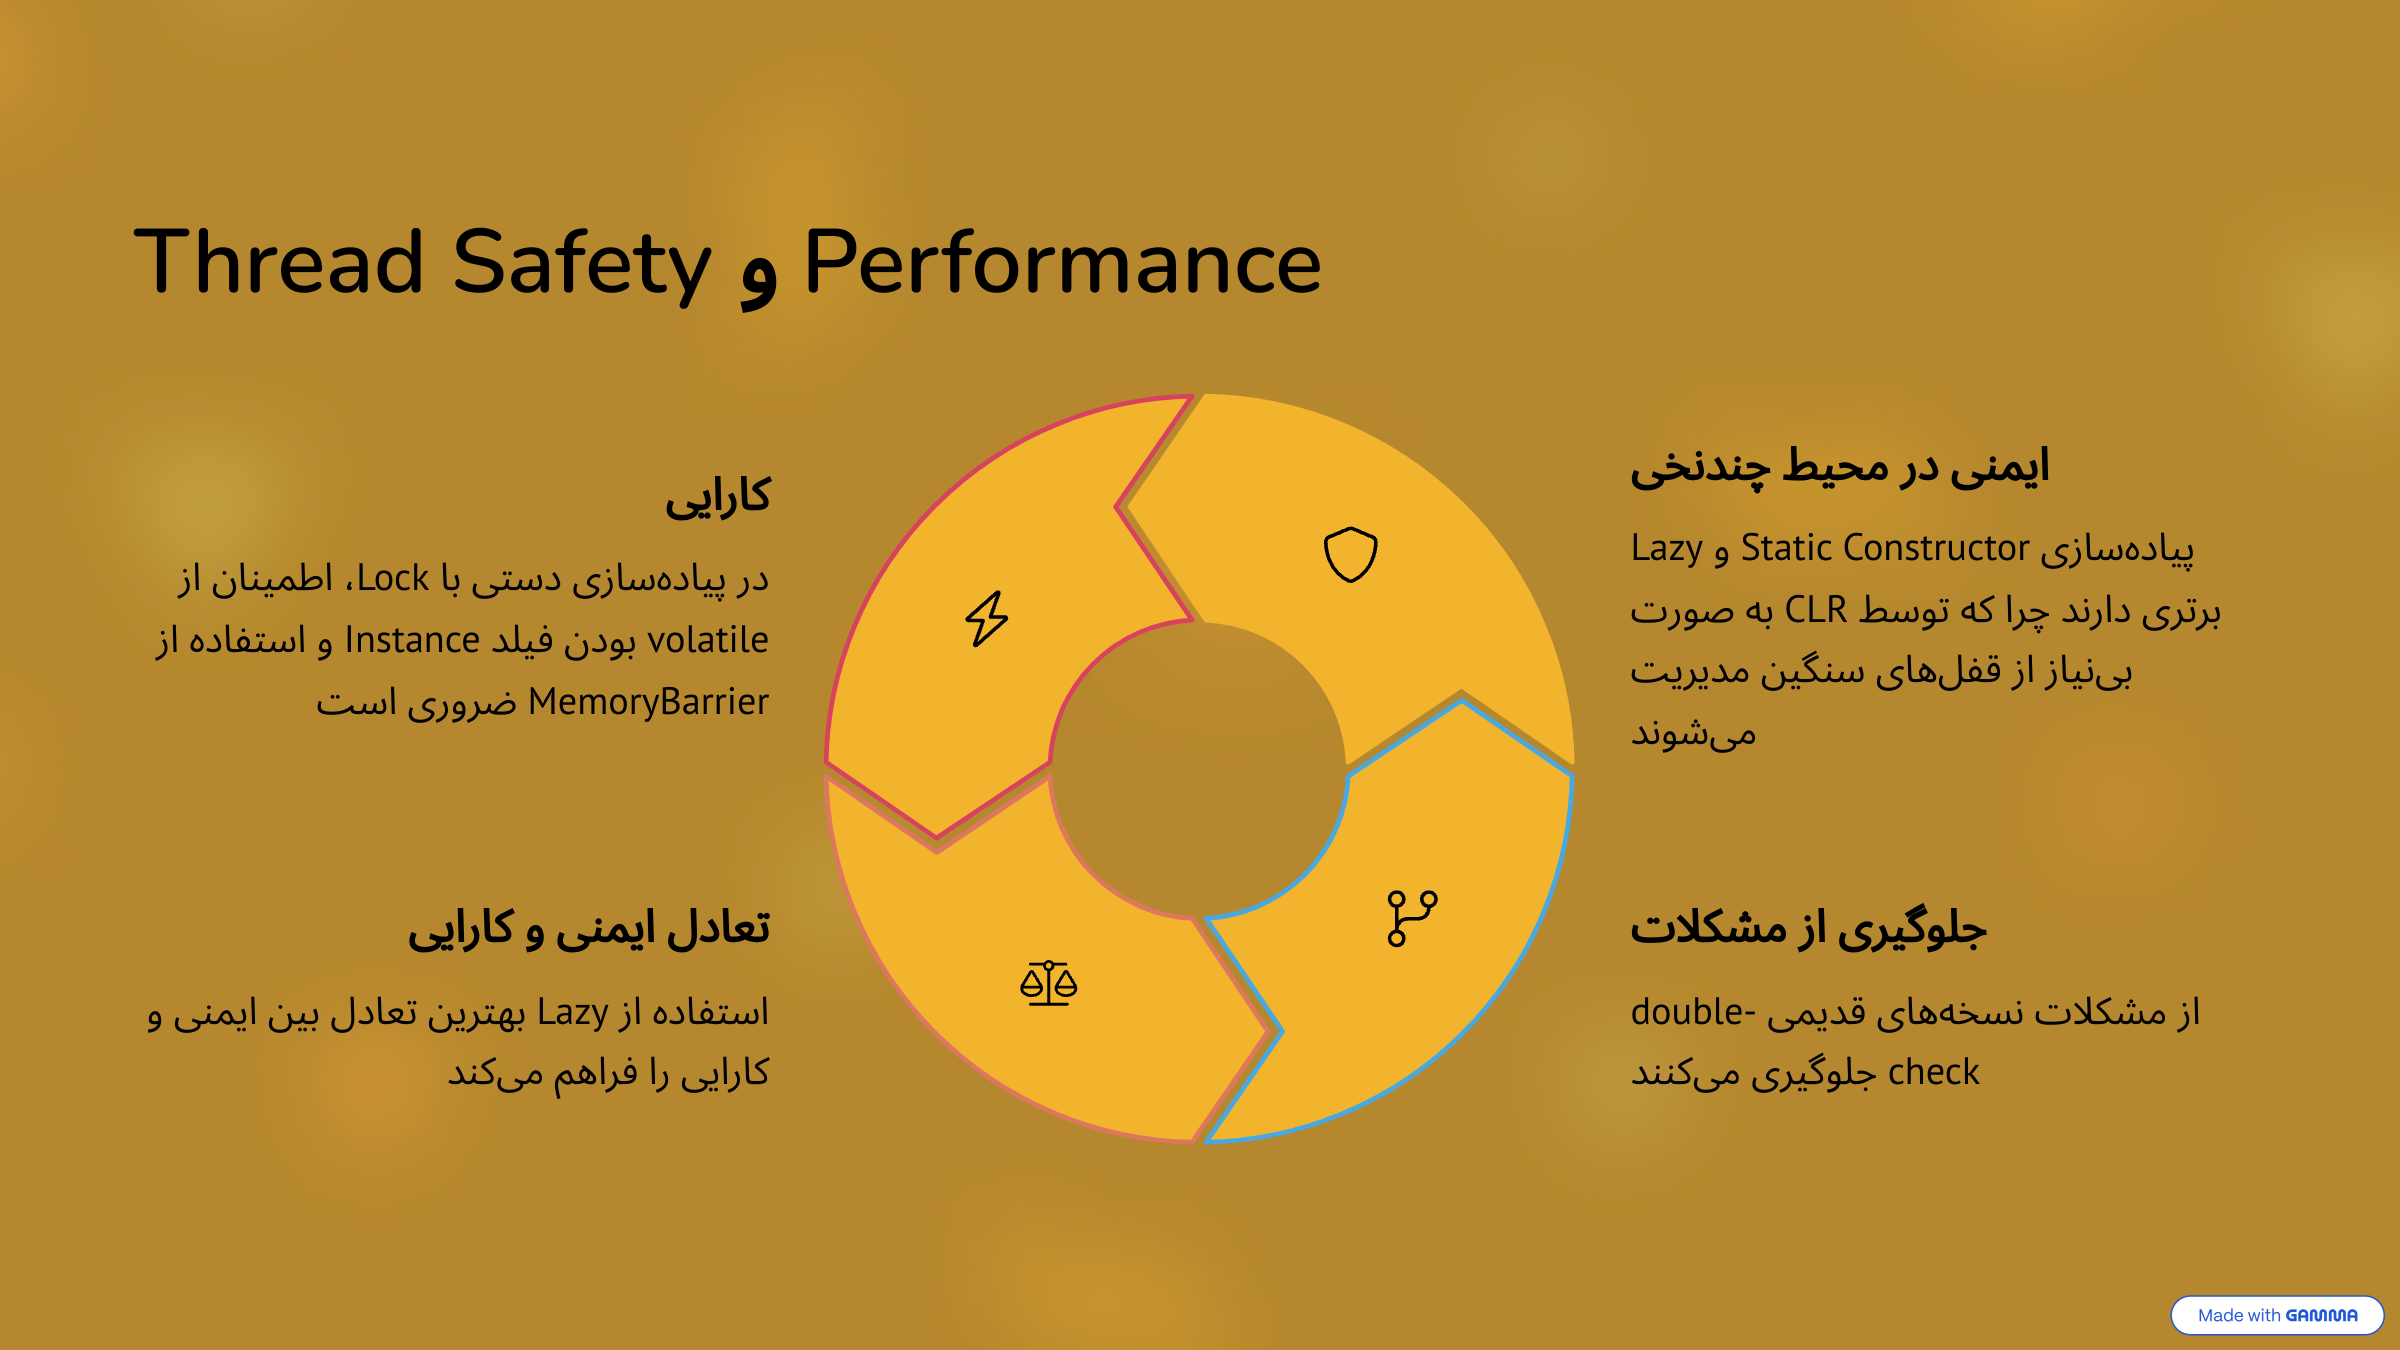 Thread Safety و Performance
ایمنی در محیط چندنخی
پیاده‌سازی Static Constructor و Lazy
برتری دارند چرا که توسط CLR به صورت
بی‌نیاز از قفل‌های سنگین مدیریت
می‌شوند
جلوگیری از مشکلات
از مشکلات نسخه‌های قدیمی double-
check جلوگیری می‌کنند
تعادل ایمنی و کارایی
استفاده از Lazy بهترین تعادل بین ایمنی و
کارایی را فراهم می‌کند
کارایی
در پیاده‌سازی دستی با Lock، اطمینان از
volatile بودن فیلد Instance و استفاده از
MemoryBarrier ضروری است
Made with GAMMA